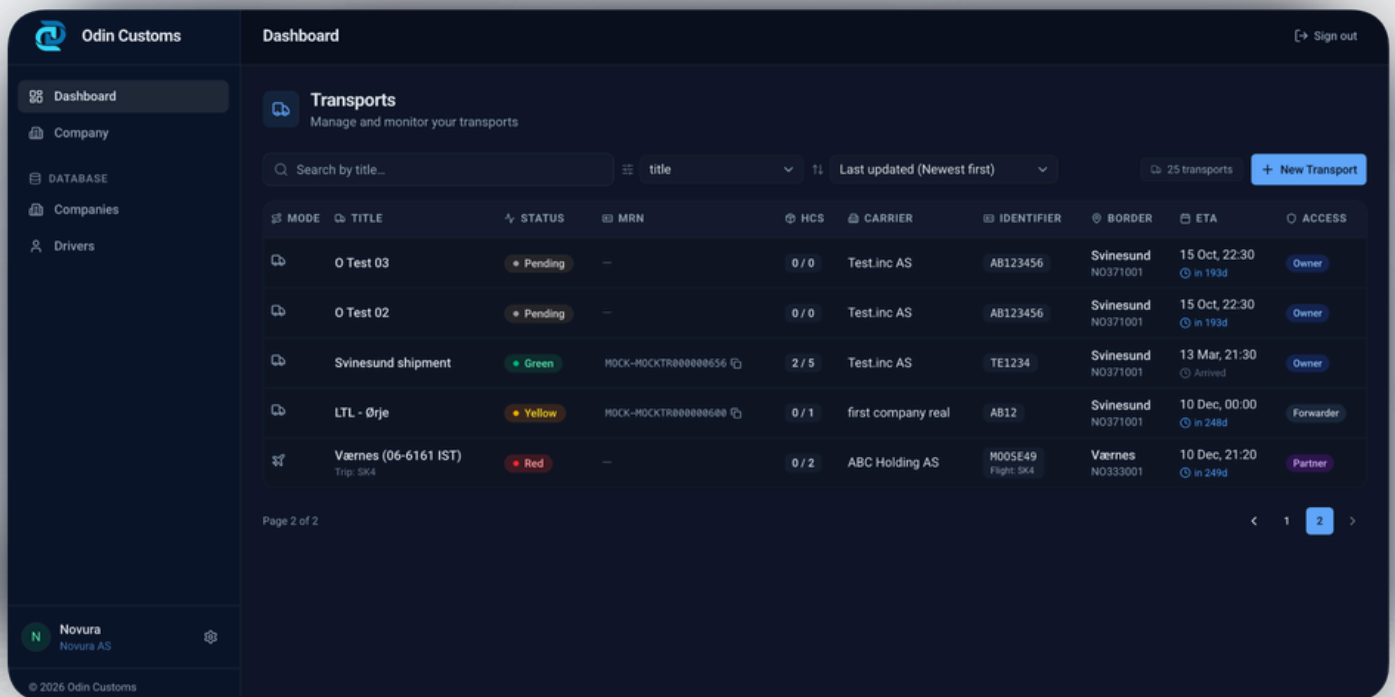 Odin Customs
Dashboard
Sign out
Dashboard
Company
DATABASE
Companies
Drivers
Transports
Manage and monitor your transports
Search by title...
title
Last updated (Newest first)
25 transports
+ New Transport
MODE TITLE STATUS MRN HCS CARRIER IDENTIFIER BORDER ETA ACCESS
O Test 03 Pending — 0 / 0 Test.inc AS AB123456 Svinesund 15 Oct, 22:30 Owner
NO371001 in 193d
O Test 02 Pending — 0 / 0 Test.inc AS AB123456 Svinesund 15 Oct, 22:30 Owner
NO371001 in 193d
Svinesund shipment Green MOCK-MOCKTR000000656 2 / 5 Test.inc AS TE1234 Svinesund 13 Mar, 21:30 Owner
NO371001 Arrived
LTL - Ørje Yellow MOCK-MOCKTR000000600 0 / 1 first company real AB12 Svinesund 10 Dec, 00:00 Forwarder
NO371001 in 248d
Værnes (06-6161 IST) Red — 0 / 2 ABC Holding AS MOOSE49 Værnes 10 Dec, 21:20 Partner
Trip: SK4 Flight: SK4 NO333001 in 249d
Page 2 of 2
1 2
N
Novura
Novura AS
© 2026 Odin Customs